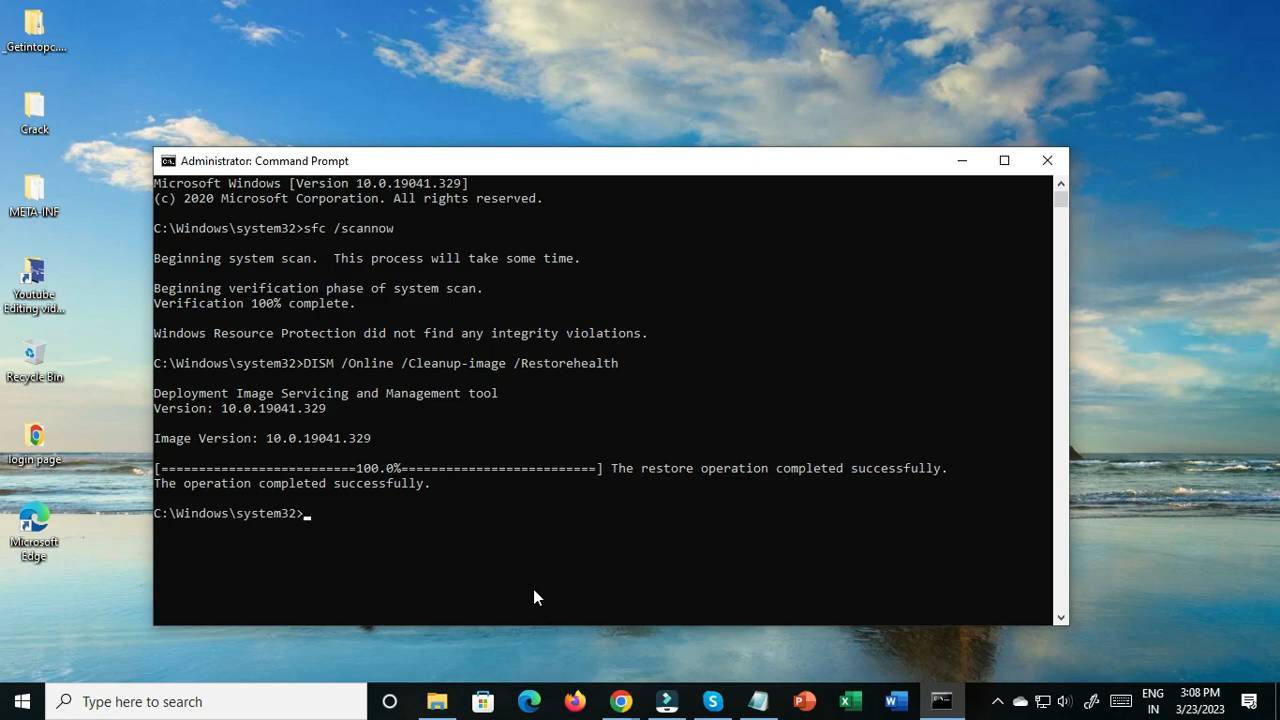 _Getintopc....
Crack
META-INF
Youtube
Editing vid...
Recycle Bin
login page
Microsoft
Edge
Administrator: Command Prompt
Microsoft Windows [Version 10.0.19041.329]
(c) 2020 Microsoft Corporation. All rights reserved.
C:\Windows\system32>sfc /scannow
Beginning system scan.  This process will take some time.
Beginning verification phase of system scan.
Verification 100% complete.
Windows Resource Protection did not find any integrity violations.
C:\Windows\system32>DISM /Online /Cleanup-image /Restorehealth
Deployment Image Servicing and Management tool
Version: 10.0.19041.329
Image Version: 10.0.19041.329
[==========================100.0%==========================] The restore operation completed successfully.
The operation completed successfully.
C:\Windows\system32>_
Type here to search
ENG
IN
3:08 PM
3/23/2023